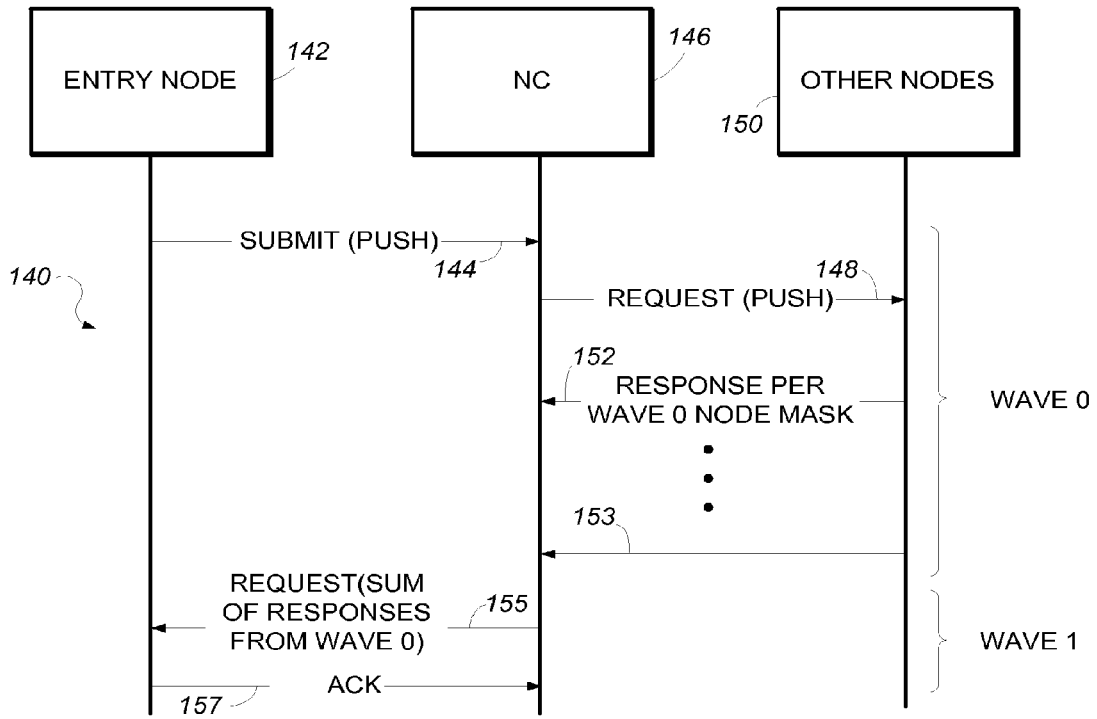 ENTRY NODE
142
NC
146
OTHER NODES
150
SUBMIT (PUSH)
144
140
REQUEST (PUSH)
148
152
RESPONSE PER
WAVE 0 NODE MASK
WAVE 0
153
REQUEST(SUM
OF RESPONSES
FROM WAVE 0)
155
WAVE 1
ACK
157